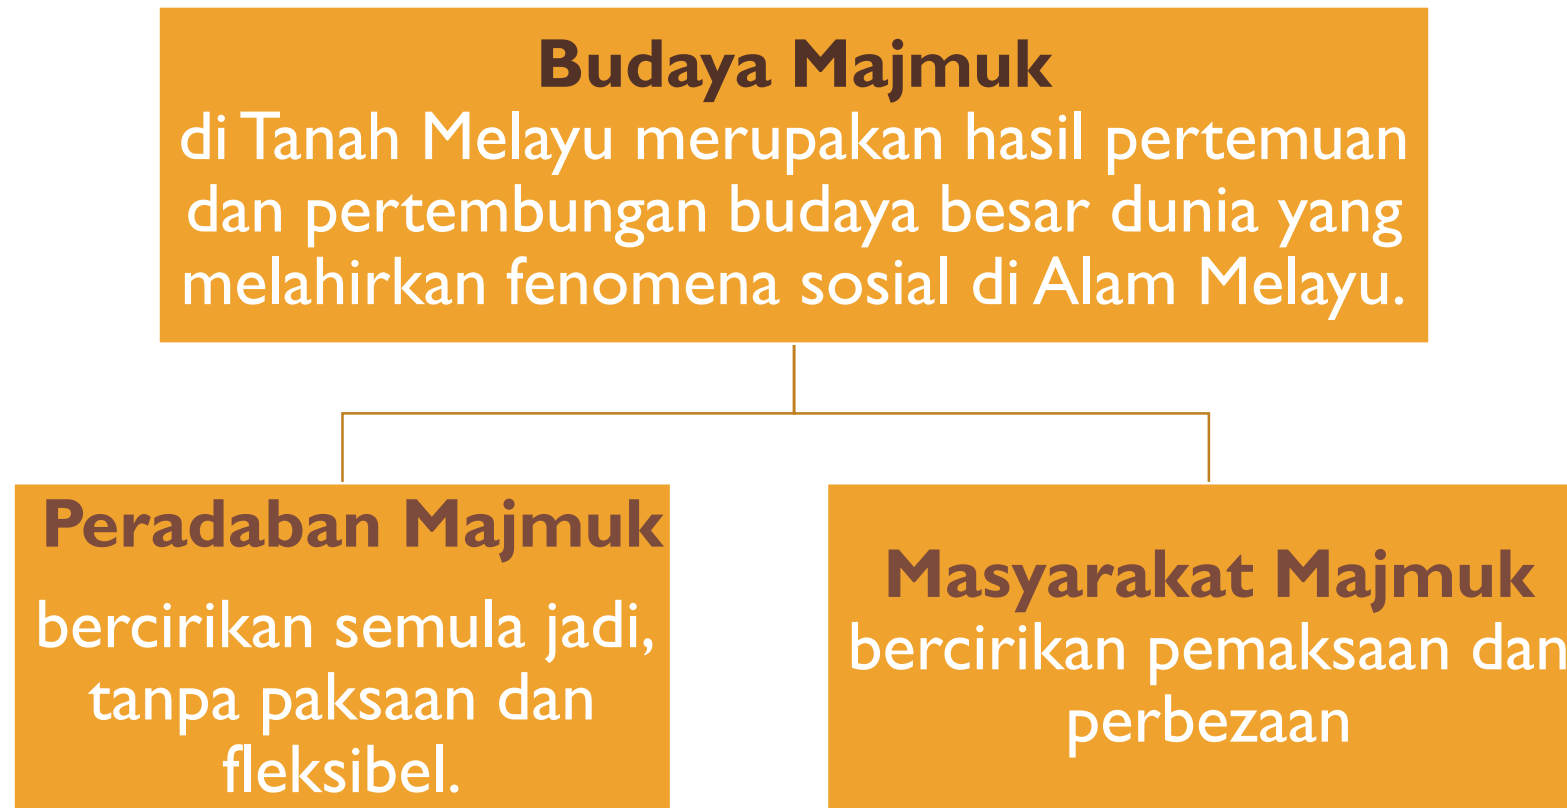 Budaya Majmuk
di Tanah Melayu merupakan hasil pertemuan
dan pertembungan budaya besar dunia yang
melahirkan fenomena sosial di Alam Melayu.
Peradaban Majmuk
bercirikan semula jadi,
tanpa paksaan dan
fleksibel.
Masyarakat Majmuk
bercirikan pemaksaan dan
perbezaan